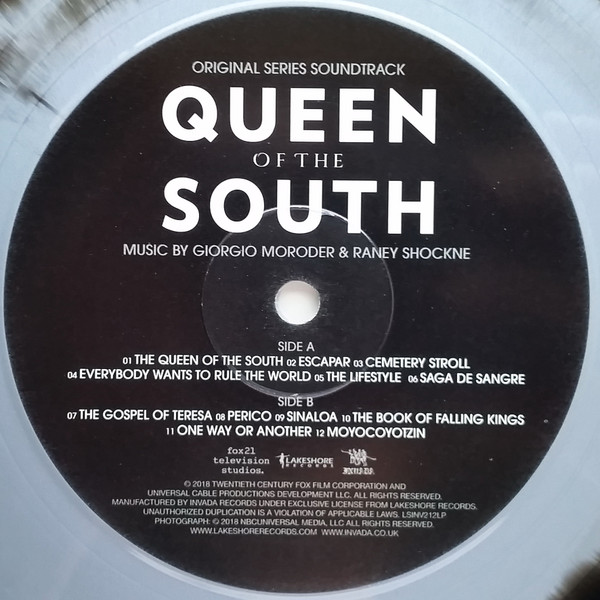 ORIGINAL SERIES SOUNDTRACK
QUEEN
OF THE
SOUTH
MUSIC BY GIORGIO MORODER & RANEY SHOCKNE
SIDE A
01 THE QUEEN OF THE SOUTH 02 ESCAPAR 03 CEMETERY STROLL
04 EVERYBODY WANTS TO RULE THE WORLD 05 THE LIFESTYLE 06 SAGA DE SANGRE
SIDE B
07 THE GOSPEL OF TERESA 08 PERICO 09 SINALOA 10 THE BOOK OF FALLING KINGS
11 ONE WAY OR ANOTHER 12 MOYOCOYOTZIN
fox21
television
studios.
LAKESHORE
RECORDS
INVADA
© 2018 TWENTIETH CENTURY FOX FILM CORPORATION AND
UNIVERSAL CABLE PRODUCTIONS DEVELOPMENT LLC. ALL RIGHTS RESERVED.
MANUFACTURED BY INVADA RECORDS UNDER EXCLUSIVE LICENSE FROM LAKESHORE RECORDS.
UNAUTHORIZED DUPLICATION IS A VIOLATION OF APPLICABLE LAWS. LSINV212LP
PHOTOGRAPH: © 2018 NBCUNIVERSAL MEDIA, LLC ALL RIGHTS RESERVED.
WWW.LAKESHORERECORDS.COM WWW.INVADA.CO.UK